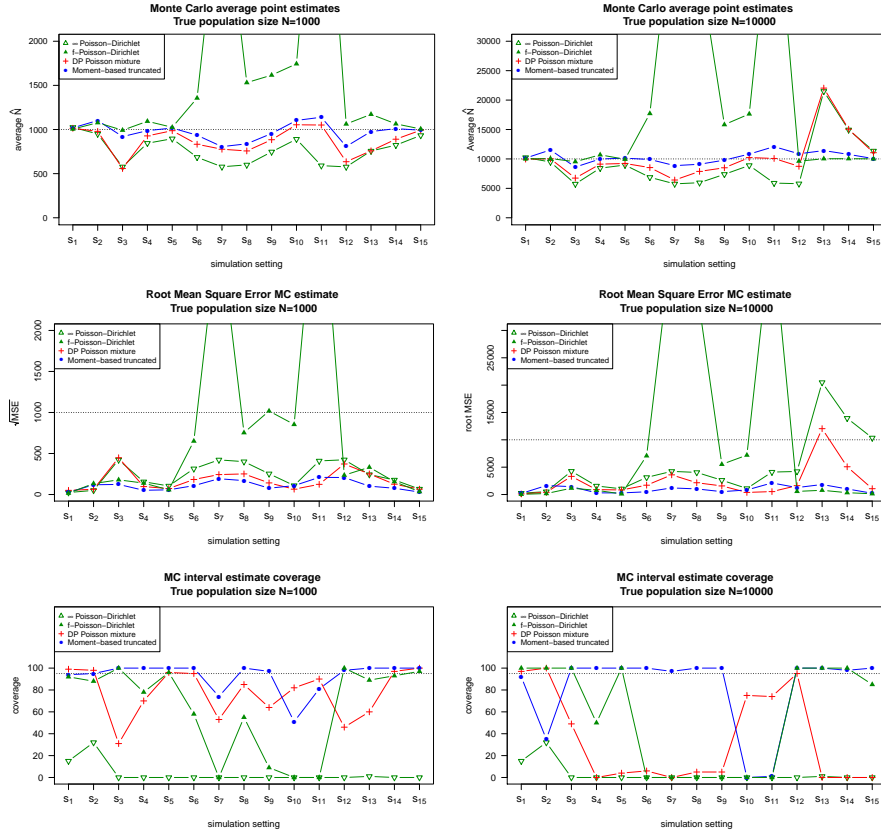 Monte Carlo average point estimates
True population size N=1000
∞ Poisson−Dirichlet
f−Poisson−Dirichlet
DP Poisson mixture
Moment−based truncated
average N̂
2000
1500
1000
500
0
S1 S2 S3 S4 S5 S6 S7 S8 S9 S10 S11 S12 S13 S14 S15
simulation setting
Monte Carlo average point estimates
True population size N=10000
∞ Poisson−Dirichlet
f−Poisson−Dirichlet
DP Poisson mixture
Moment−based truncated
Average N̂
30000
25000
20000
15000
10000
5000
0
S1 S2 S3 S4 S5 S6 S7 S8 S9 S10 S11 S12 S13 S14 S15
simulation setting
Root Mean Square Error MC estimate
True population size N=1000
∞ Poisson−Dirichlet
f−Poisson−Dirichlet
DP Poisson mixture
Moment−based truncated
√MSE
2000
1500
1000
500
0
S1 S2 S3 S4 S5 S6 S7 S8 S9 S10 S11 S12 S13 S14 S15
simulation setting
Root Mean Square Error MC estimate
True population size N=10000
∞ Poisson−Dirichlet
f−Poisson−Dirichlet
DP Poisson mixture
Moment−based truncated
root MSE
25000
15000
5000
0
S1 S2 S3 S4 S5 S6 S7 S8 S9 S10 S11 S12 S13 S14 S15
simulation setting
MC interval estimate coverage
True population size N=1000
∞ Poisson−Dirichlet
f−Poisson−Dirichlet
DP Poisson mixture
Moment−based truncated
coverage
100
80
60
40
20
0
S1 S2 S3 S4 S5 S6 S7 S8 S9 S10 S11 S12 S13 S14 S15
simulation setting
MC interval estimate coverage
True population size N=10000
∞ Poisson−Dirichlet
f−Poisson−Dirichlet
DP Poisson mixture
Moment−based truncated
coverage
100
80
60
40
20
0
S1 S2 S3 S4 S5 S6 S7 S8 S9 S10 S11 S12 S13 S14 S15
simulation setting